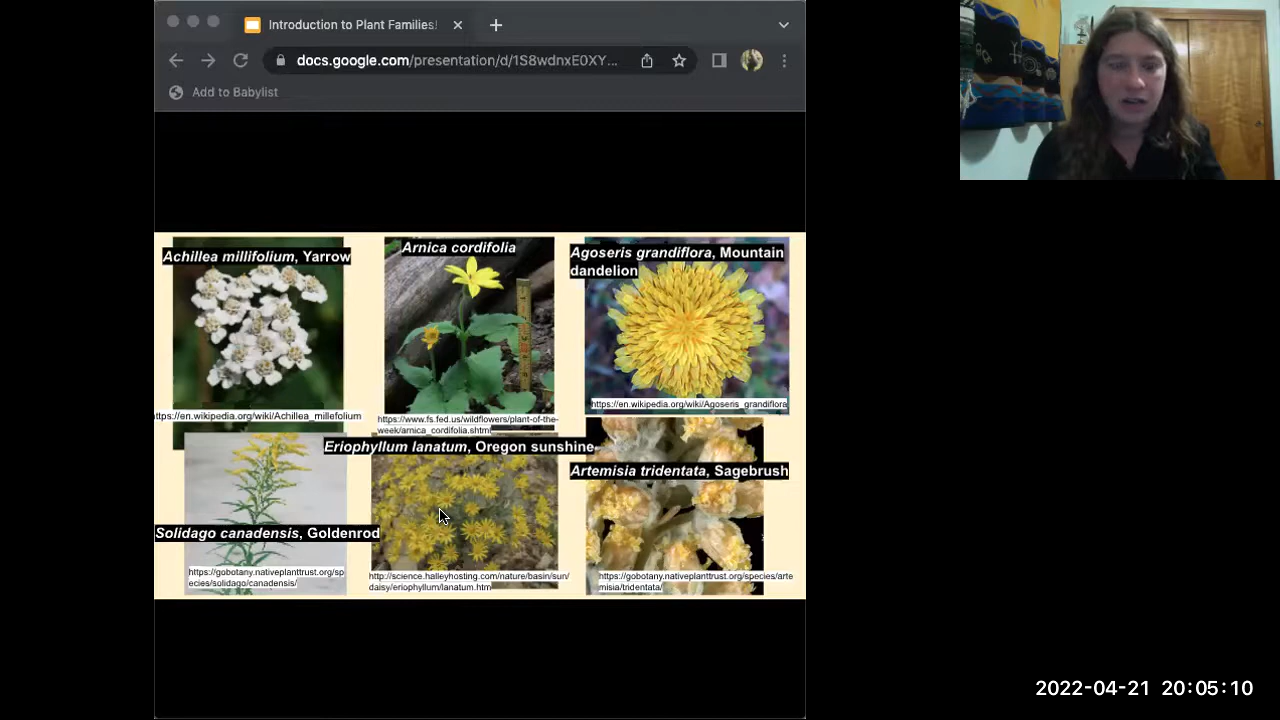 Introduction to Plant Families!
docs.google.com/presentation/d/1S8wdnxE0XY...
Add to Babylist
Achillea millifolium, Yarrow
Arnica cordifolia
Agoseris grandiflora, Mountain
dandelion
https://en.wikipedia.org/wiki/Achillea_millefolium
https://www.fs.fed.us/wildflowers/plant-of-the-
week/arnica_cordifolia.shtml
https://en.wikipedia.org/wiki/Agoseris_grandiflora
Solidago canadensis, Goldenrod
https://gobotany.nativeplanttrust.org/sp
ecies/solidago/canadensis/
Eriophyllum lanatum, Oregon sunshine
http://science.halleyhosting.com/nature/basin/sun/
daisy/eriophyllum/lanatum.htm
Artemisia tridentata, Sagebrush
https://gobotany.nativeplanttrust.org/species/arte
misia/tridentata/
2022-04-21 20:05:10